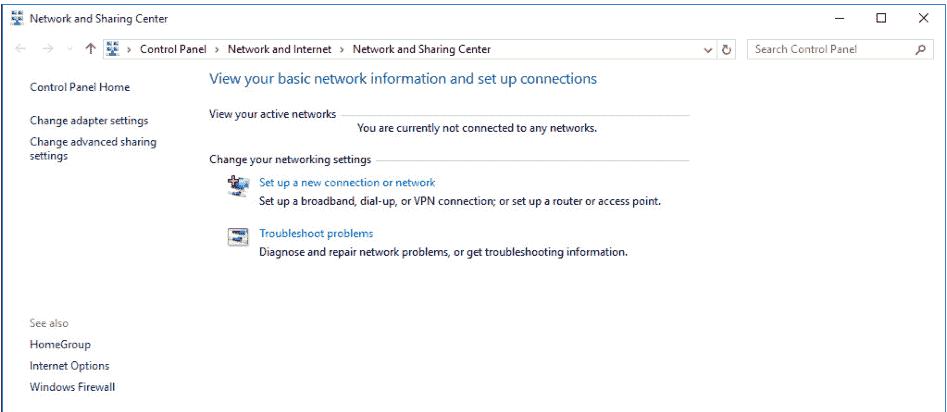 Network and Sharing Center
Control Panel > Network and Internet > Network and Sharing Center
Search Control Panel
Control Panel Home
Change adapter settings
Change advanced sharing
settings
View your basic network information and set up connections
View your active networks
You are currently not connected to any networks.
Change your networking settings
Set up a new connection or network
Set up a broadband, dial-up, or VPN connection; or set up a router or access point.
Troubleshoot problems
Diagnose and repair network problems, or get troubleshooting information.
See also
HomeGroup
Internet Options
Windows Firewall